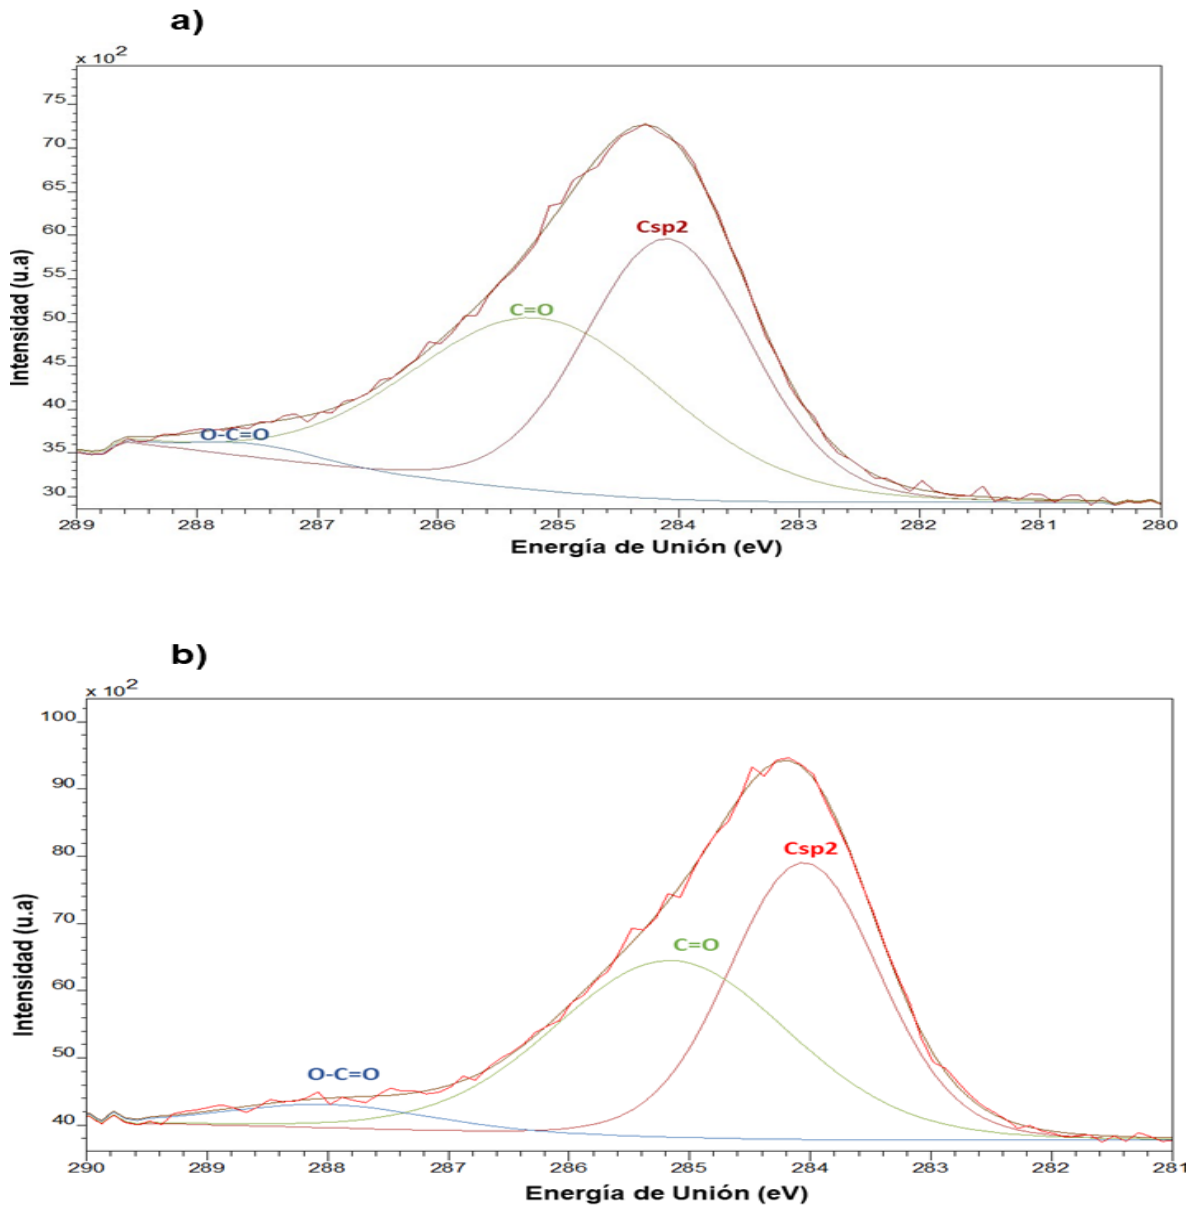 a)
x 10²
75
70
65
60
55
50
45
40
35
30
Intensidad (u.a)
Csp2
C=O
O-C=O
289 288 287 286 285 284 283 282 281 280
Energía de Unión (eV)
b)
x 10²
100
90
80
70
60
50
40
Intensidad (u.a)
Csp2
C=O
O-C=O
290 289 288 287 286 285 284 283 282 281
Energía de Unión (eV)